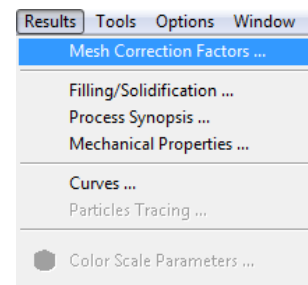 Results Tools Options Window
Mesh Correction Factors ...
Filling/Solidification ...
Process Synopsis ...
Mechanical Properties ...
Curves ...
Particles Tracing ...
Color Scale Parameters ...